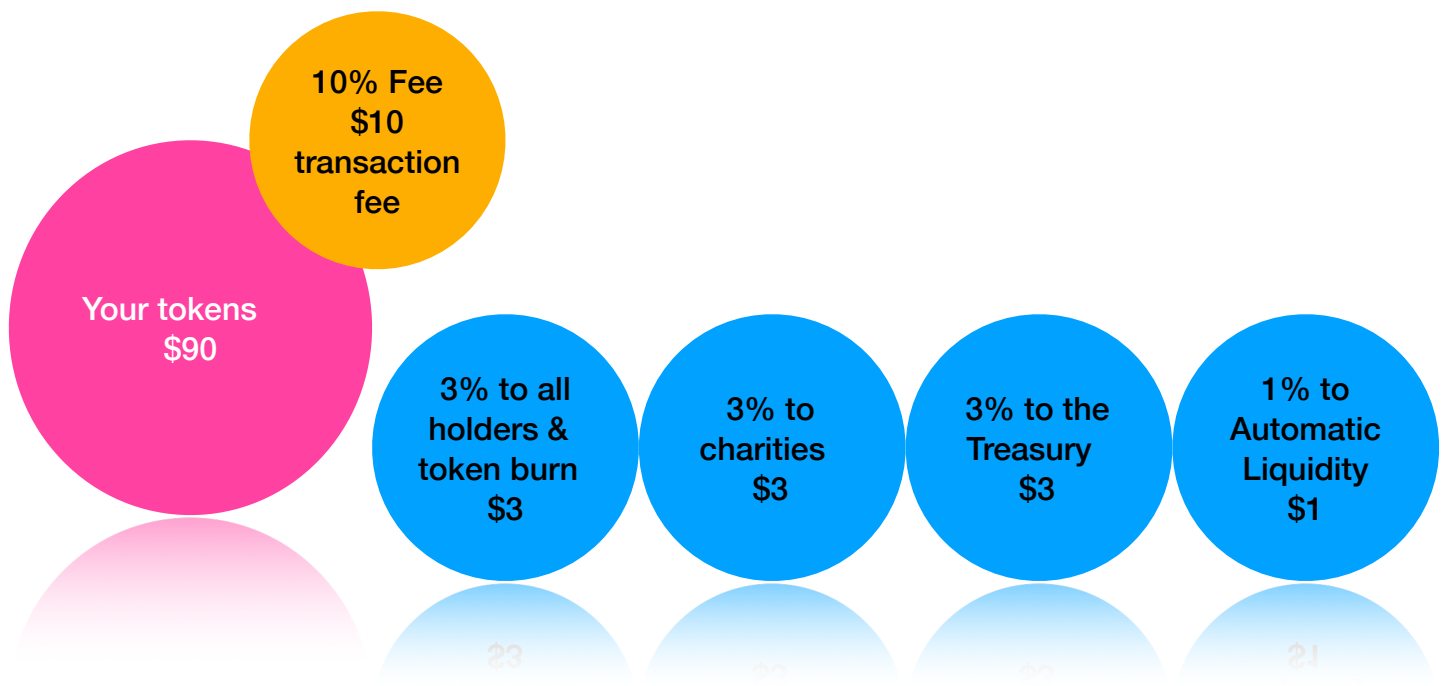 10% Fee
$10
transaction
fee
Your tokens
$90
3% to all
holders &
token burn
$3
3% to
charities
$3
3% to the
Treasury
$3
1% to
Automatic
Liquidity
$1